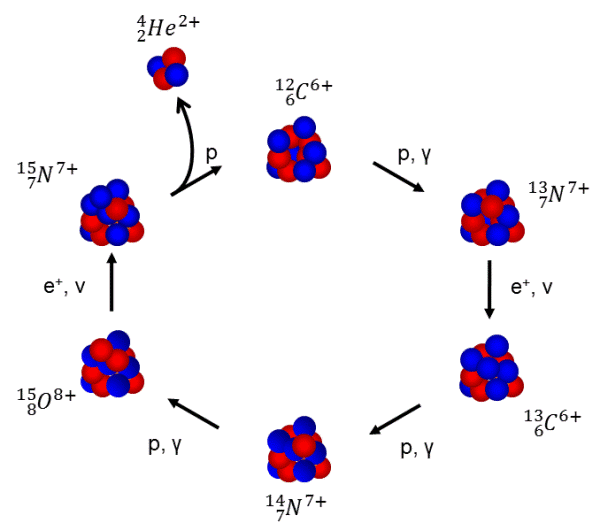 ⁴₂He²⁺
¹²₆C⁶⁺
p
p, γ
¹⁵₇N⁷⁺
¹³₇N⁷⁺
e⁺, ν
e⁺, ν
¹⁵₈O⁸⁺
¹³₆C⁶⁺
p, γ
p, γ
¹⁴₇N⁷⁺